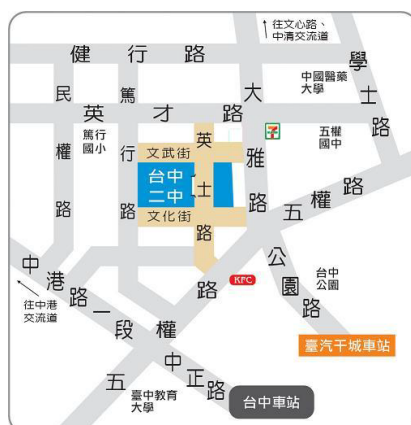 往文心路、
中清交流道
健行路
大雅路
學士路
中國醫藥
大學
民權路
篤行路
英才路
篤行
國小
五權
國中
文武街
英士路
台中
二中
文化街
五權路
公園路
台中
公園
KFC
中港路一段
往中港
交流道
臺汽干城車站
中正路
臺中教育
大學
台中車站
7